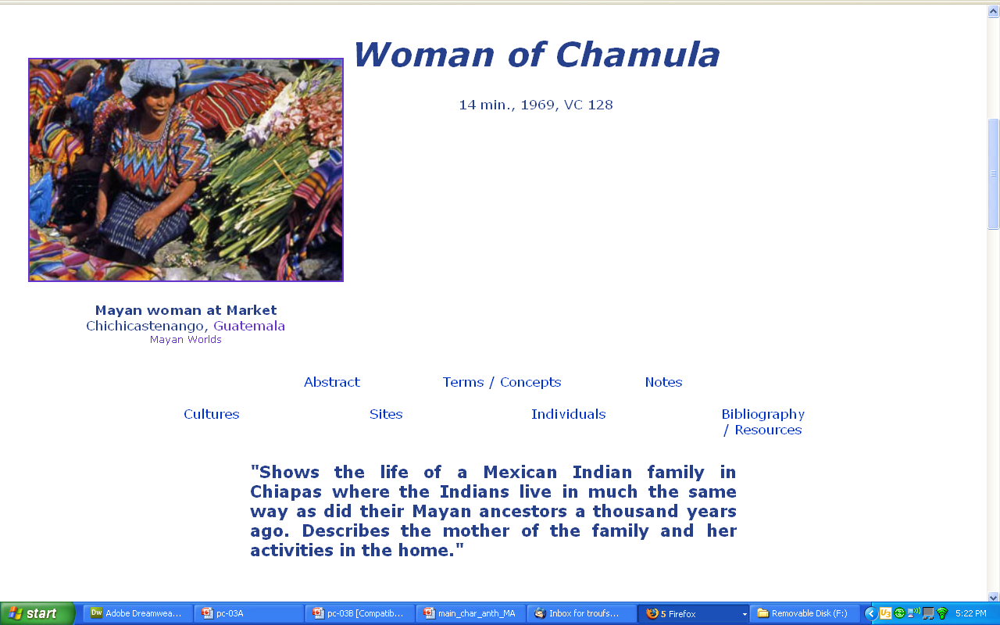 Woman of Chamula
14 min., 1969, VC 128
Mayan woman at Market
Chichicastenango, Guatemala
Mayan Worlds
Abstract
Terms / Concepts
Notes
Cultures
Sites
Individuals
Bibliography
/ Resources
"Shows the life of a Mexican Indian family in
Chiapas where the Indians live in much the same
way as did their Mayan ancestors a thousand years
ago. Describes the mother of the family and her
activities in the home."
start
Dw Adobe Dreamwea...
pc-03A
pc-03B [Compatib...
main_char_anth_MA
Inbox for troufs...
5 Firefox
Removable Disk (F:)
U3
5:22 PM